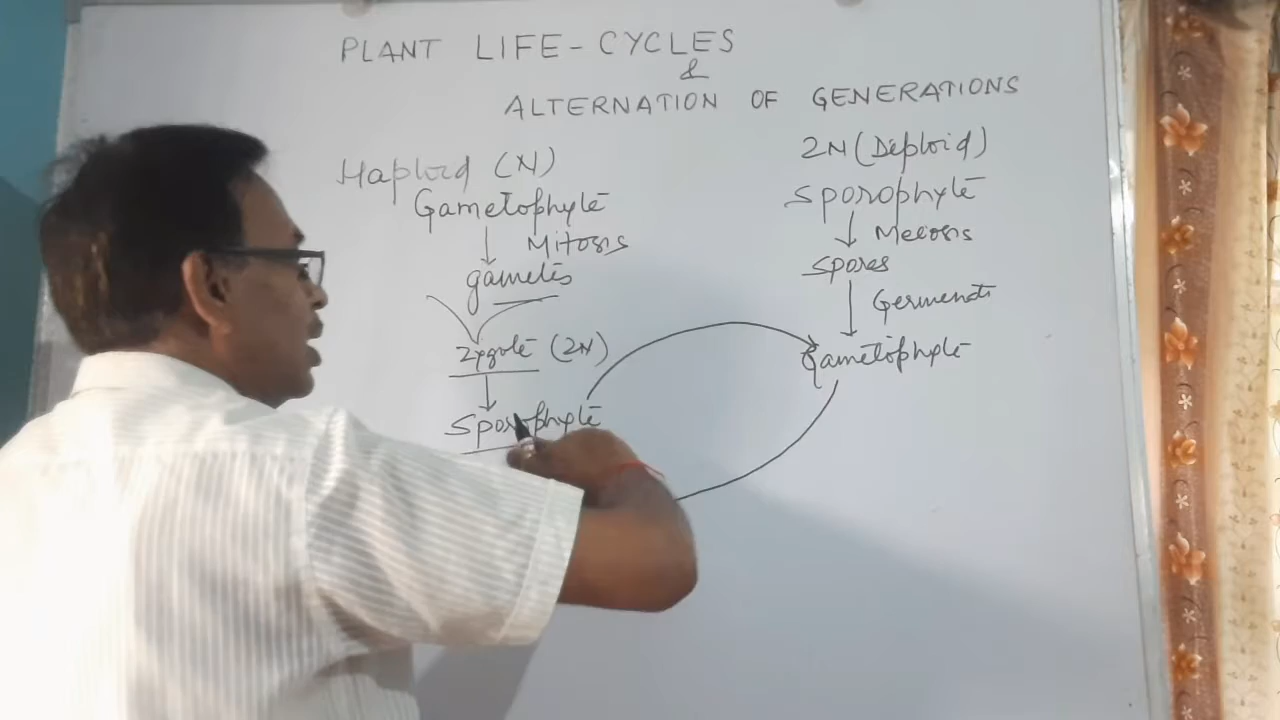 PLANT LIFE-CYCLES
&
ALTERNATION OF GENERATIONS
Haploid (N)
Gametophyte
Mitosis
gametes
Zygote (2N)
Sporophyte
2N (Deploid)
Sporophyte
Meiosis
Spores
Germenati
Gametophyte